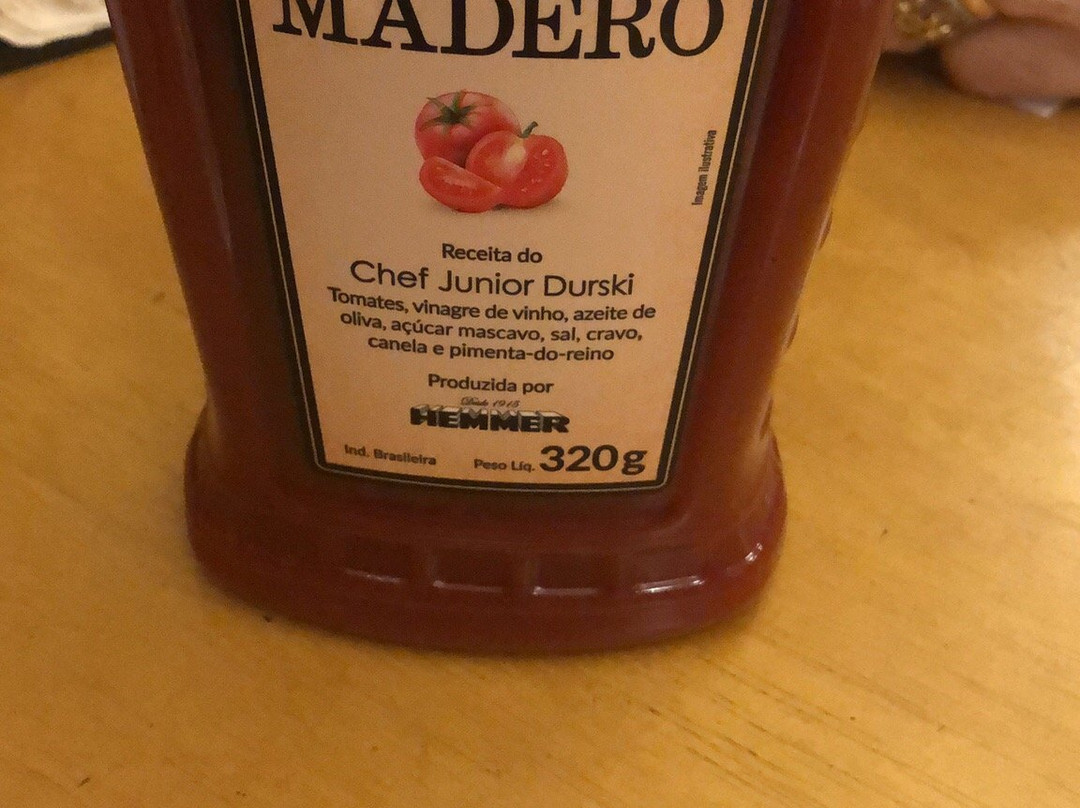 MADERO
Imagem ilustrativa
Receita do
Chef Junior Durski
Tomates, vinagre de vinho, azeite de
oliva, açúcar mascavo, sal, cravo,
canela e pimenta-do-reino
Produzida por
Desde 1915
HEMMER
Ind. Brasileira
Peso Líq. 320g